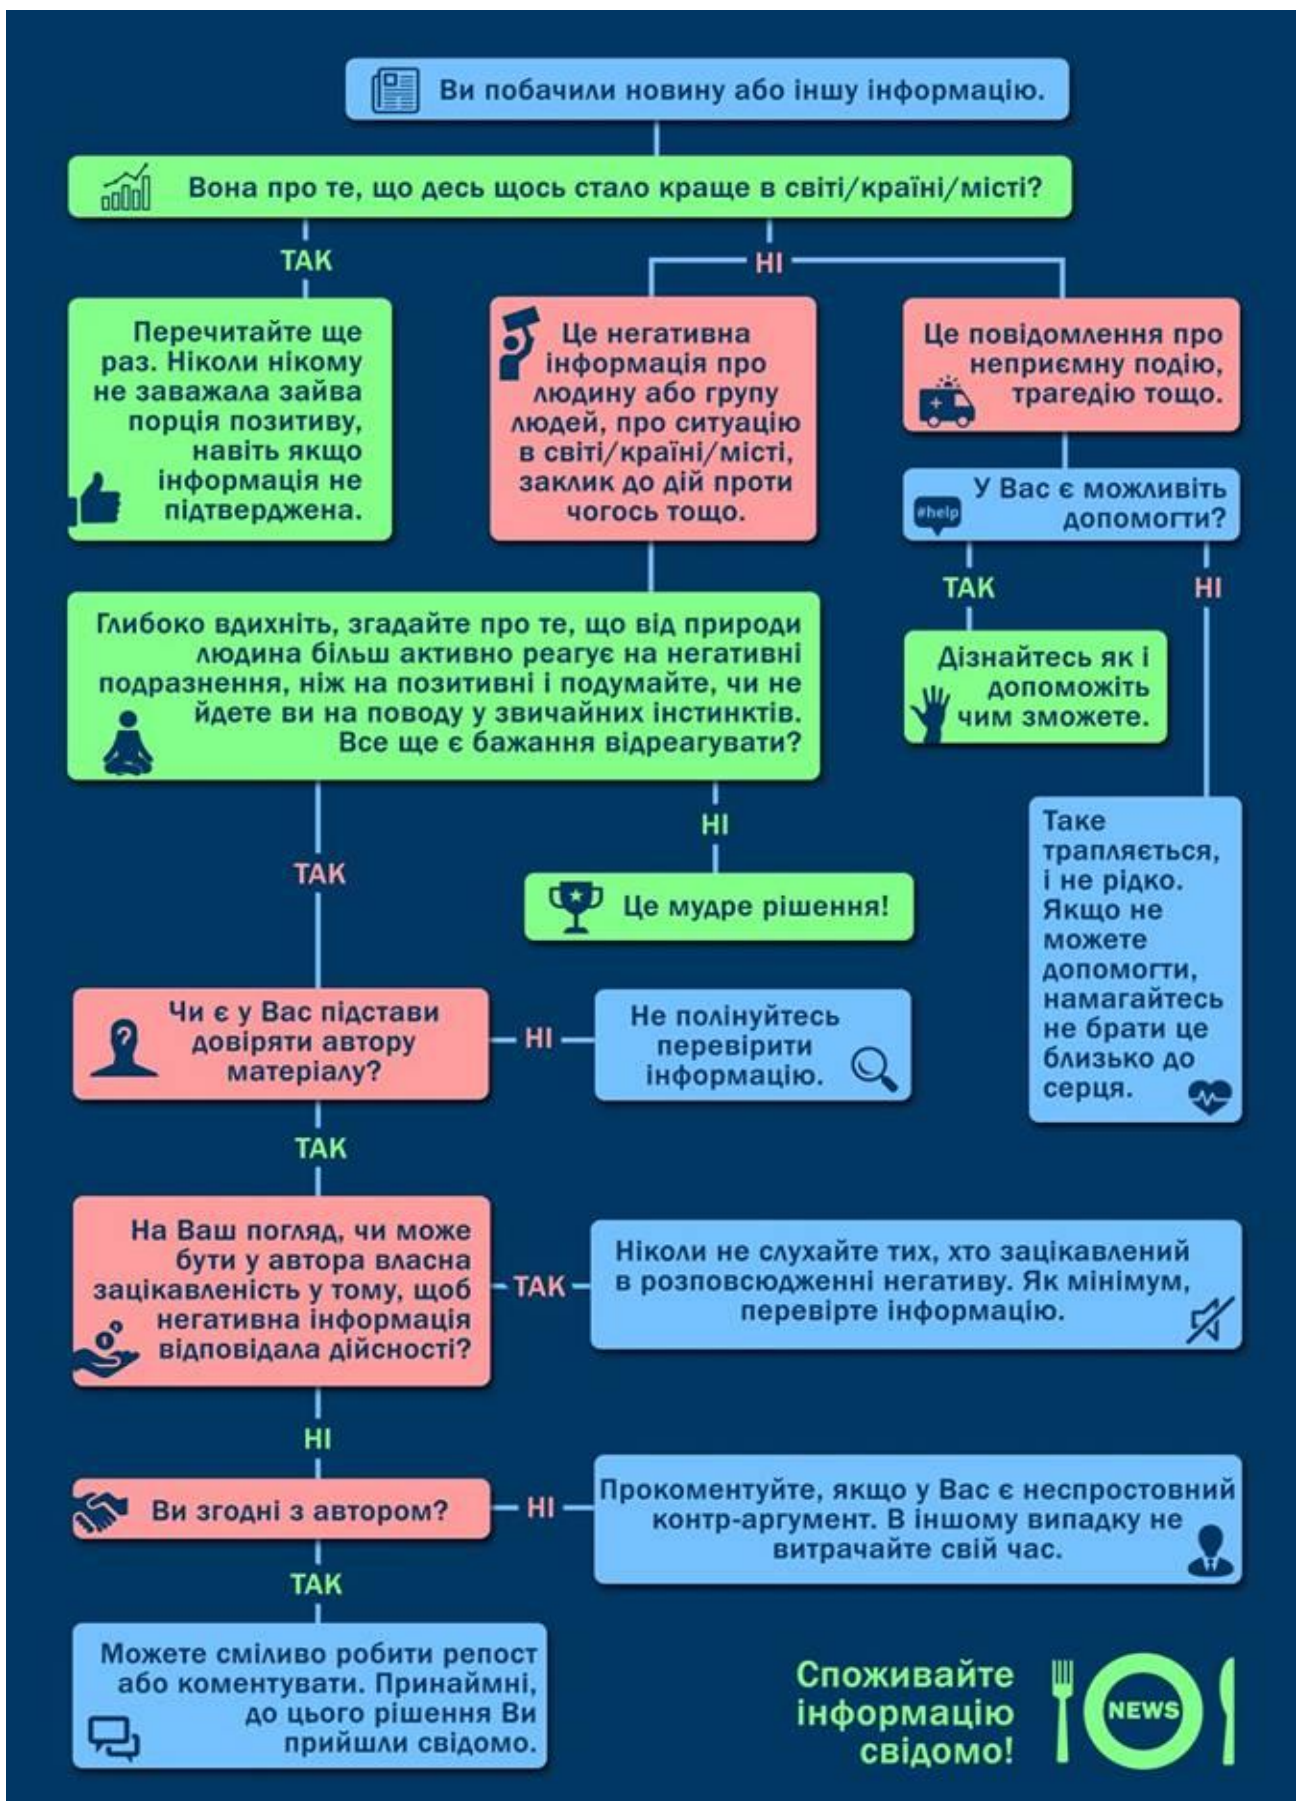 Ви побачили новину або іншу інформацію.
Вона про те, що десь щось стало краще в світі/країні/місті?
ТАК
НІ
Перечитайте ще
раз. Ніколи нікому
не заважала зайва
порція позитиву,
навіть якщо
інформація не
підтверджена.
Це негативна
інформація про
людину або групу
людей, про ситуацію
в світі/країні/місті,
заклик до дій проти
чогось тощо.
Це повідомлення про
неприємну подію,
трагедію тощо.
#help
У Вас є можливіть
допомогти?
ТАК
НІ
Дізнайтесь як і
допоможіть
чим зможете.
Таке
трапляється,
і не рідко.
Якщо не
можете
допомогти,
намагайтесь
не брати це
близько до
серця.
Глибоко вдихніть, згадайте про те, що від природи
людина більш активно реагує на негативні
подразнення, ніж на позитивні і подумайте, чи не
йдете ви на поводу у звичайних інстинктів.
Все ще є бажання відреагувати?
НІ
ТАК
Це мудре рішення!
Чи є у Вас підстави
довіряти автору
матеріалу?
НІ
Не полінуйтесь
перевірити
інформацію.
ТАК
На Ваш погляд, чи може
бути у автора власна
зацікавленість у тому, щоб
негативна інформація
відповідала дійсності?
ТАК
Ніколи не слухайте тих, хто зацікавлений
в розповсюдженні негативу. Як мінімум,
перевірте інформацію.
НІ
Ви згодні з автором?
НІ
Прокоментуйте, якщо у Вас є неспростовний
контр-аргумент. В іншому випадку не
витрачайте свій час.
ТАК
Можете сміливо робити репост
або коментувати. Принаймні,
до цього рішення Ви
прийшли свідомо.
Споживайте
інформацію
свідомо!
NEWS